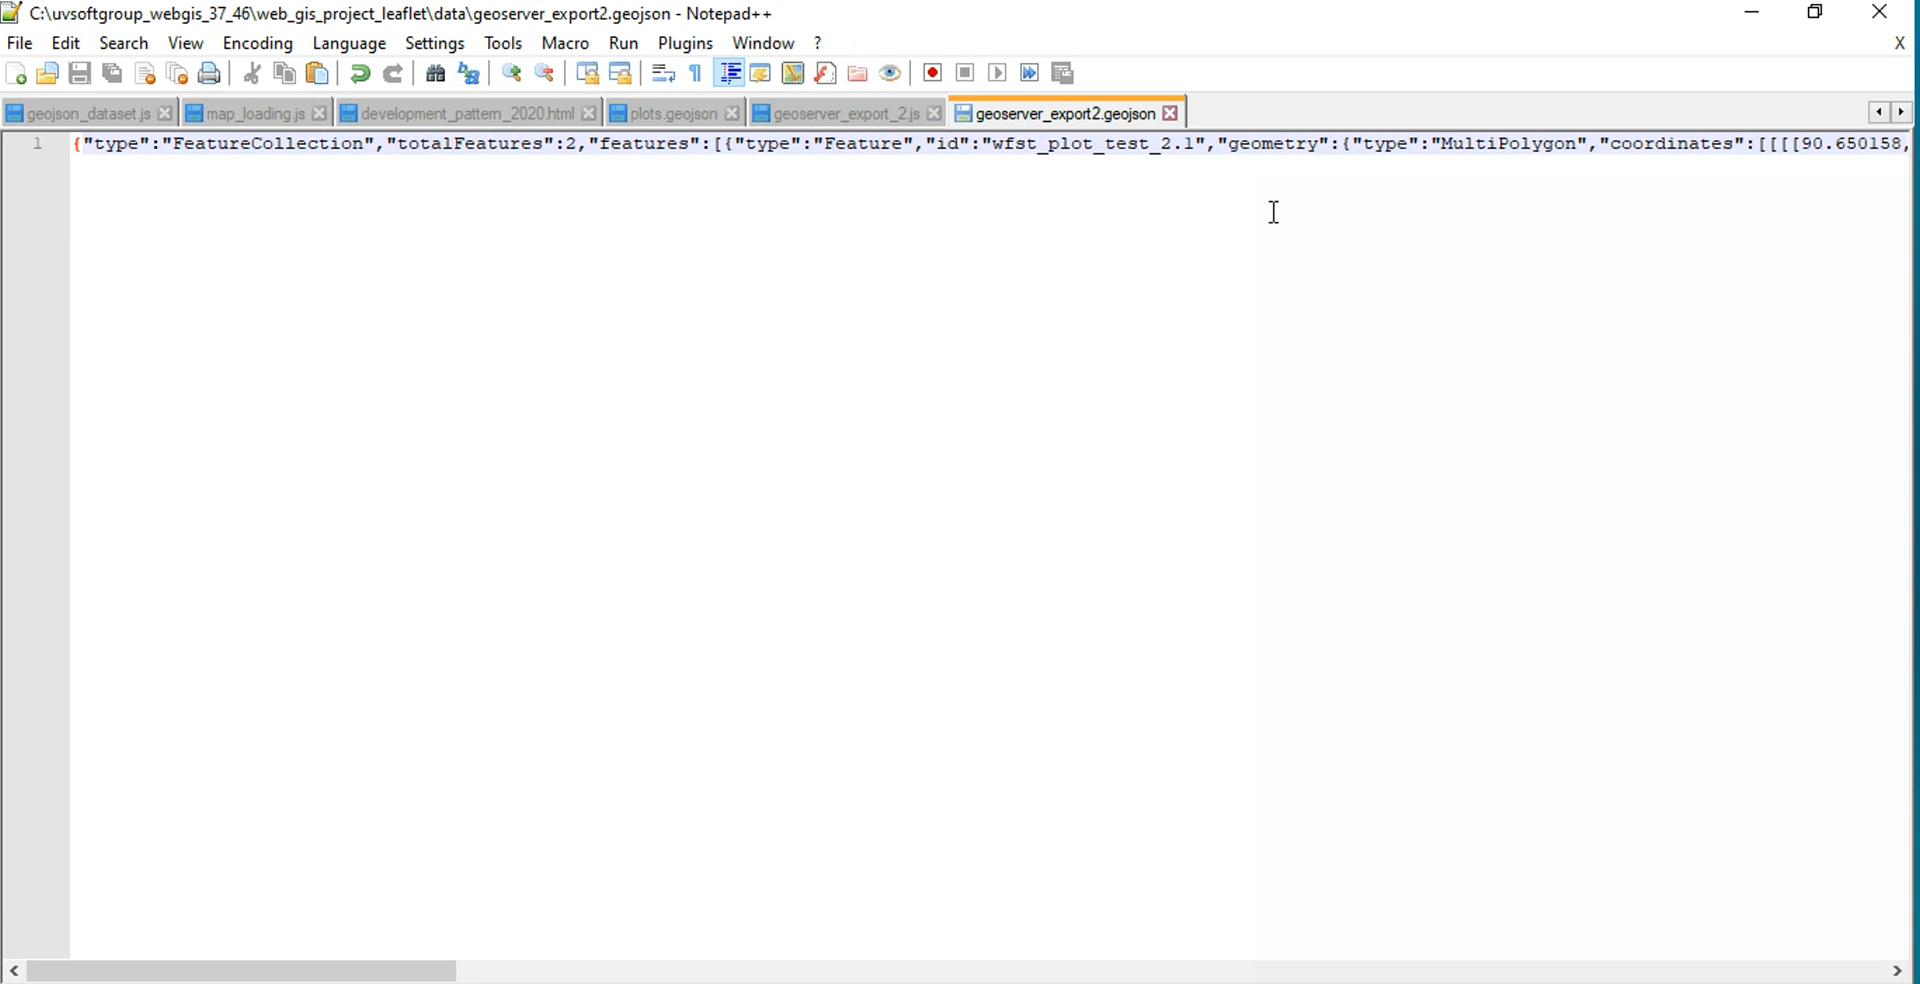 C:\uvsoftgroup_webgis_37_46\web_gis_project_leaflet\data\geoserver_export2.geojson - Notepad++
File Edit Search View Encoding Language Settings Tools Macro Run Plugins Window ? X
geojson_dataset.js map_loading.js development_pattern_2020.html plots.geojson geoserver_export_2.js geoserver_export2.geojson
1 {"type":"FeatureCollection","totalFeatures":2,"features":[{"type":"Feature","id":"wfst_plot_test_2.1","geometry":{"type":"MultiPolygon","coordinates":[[[[90.650158,